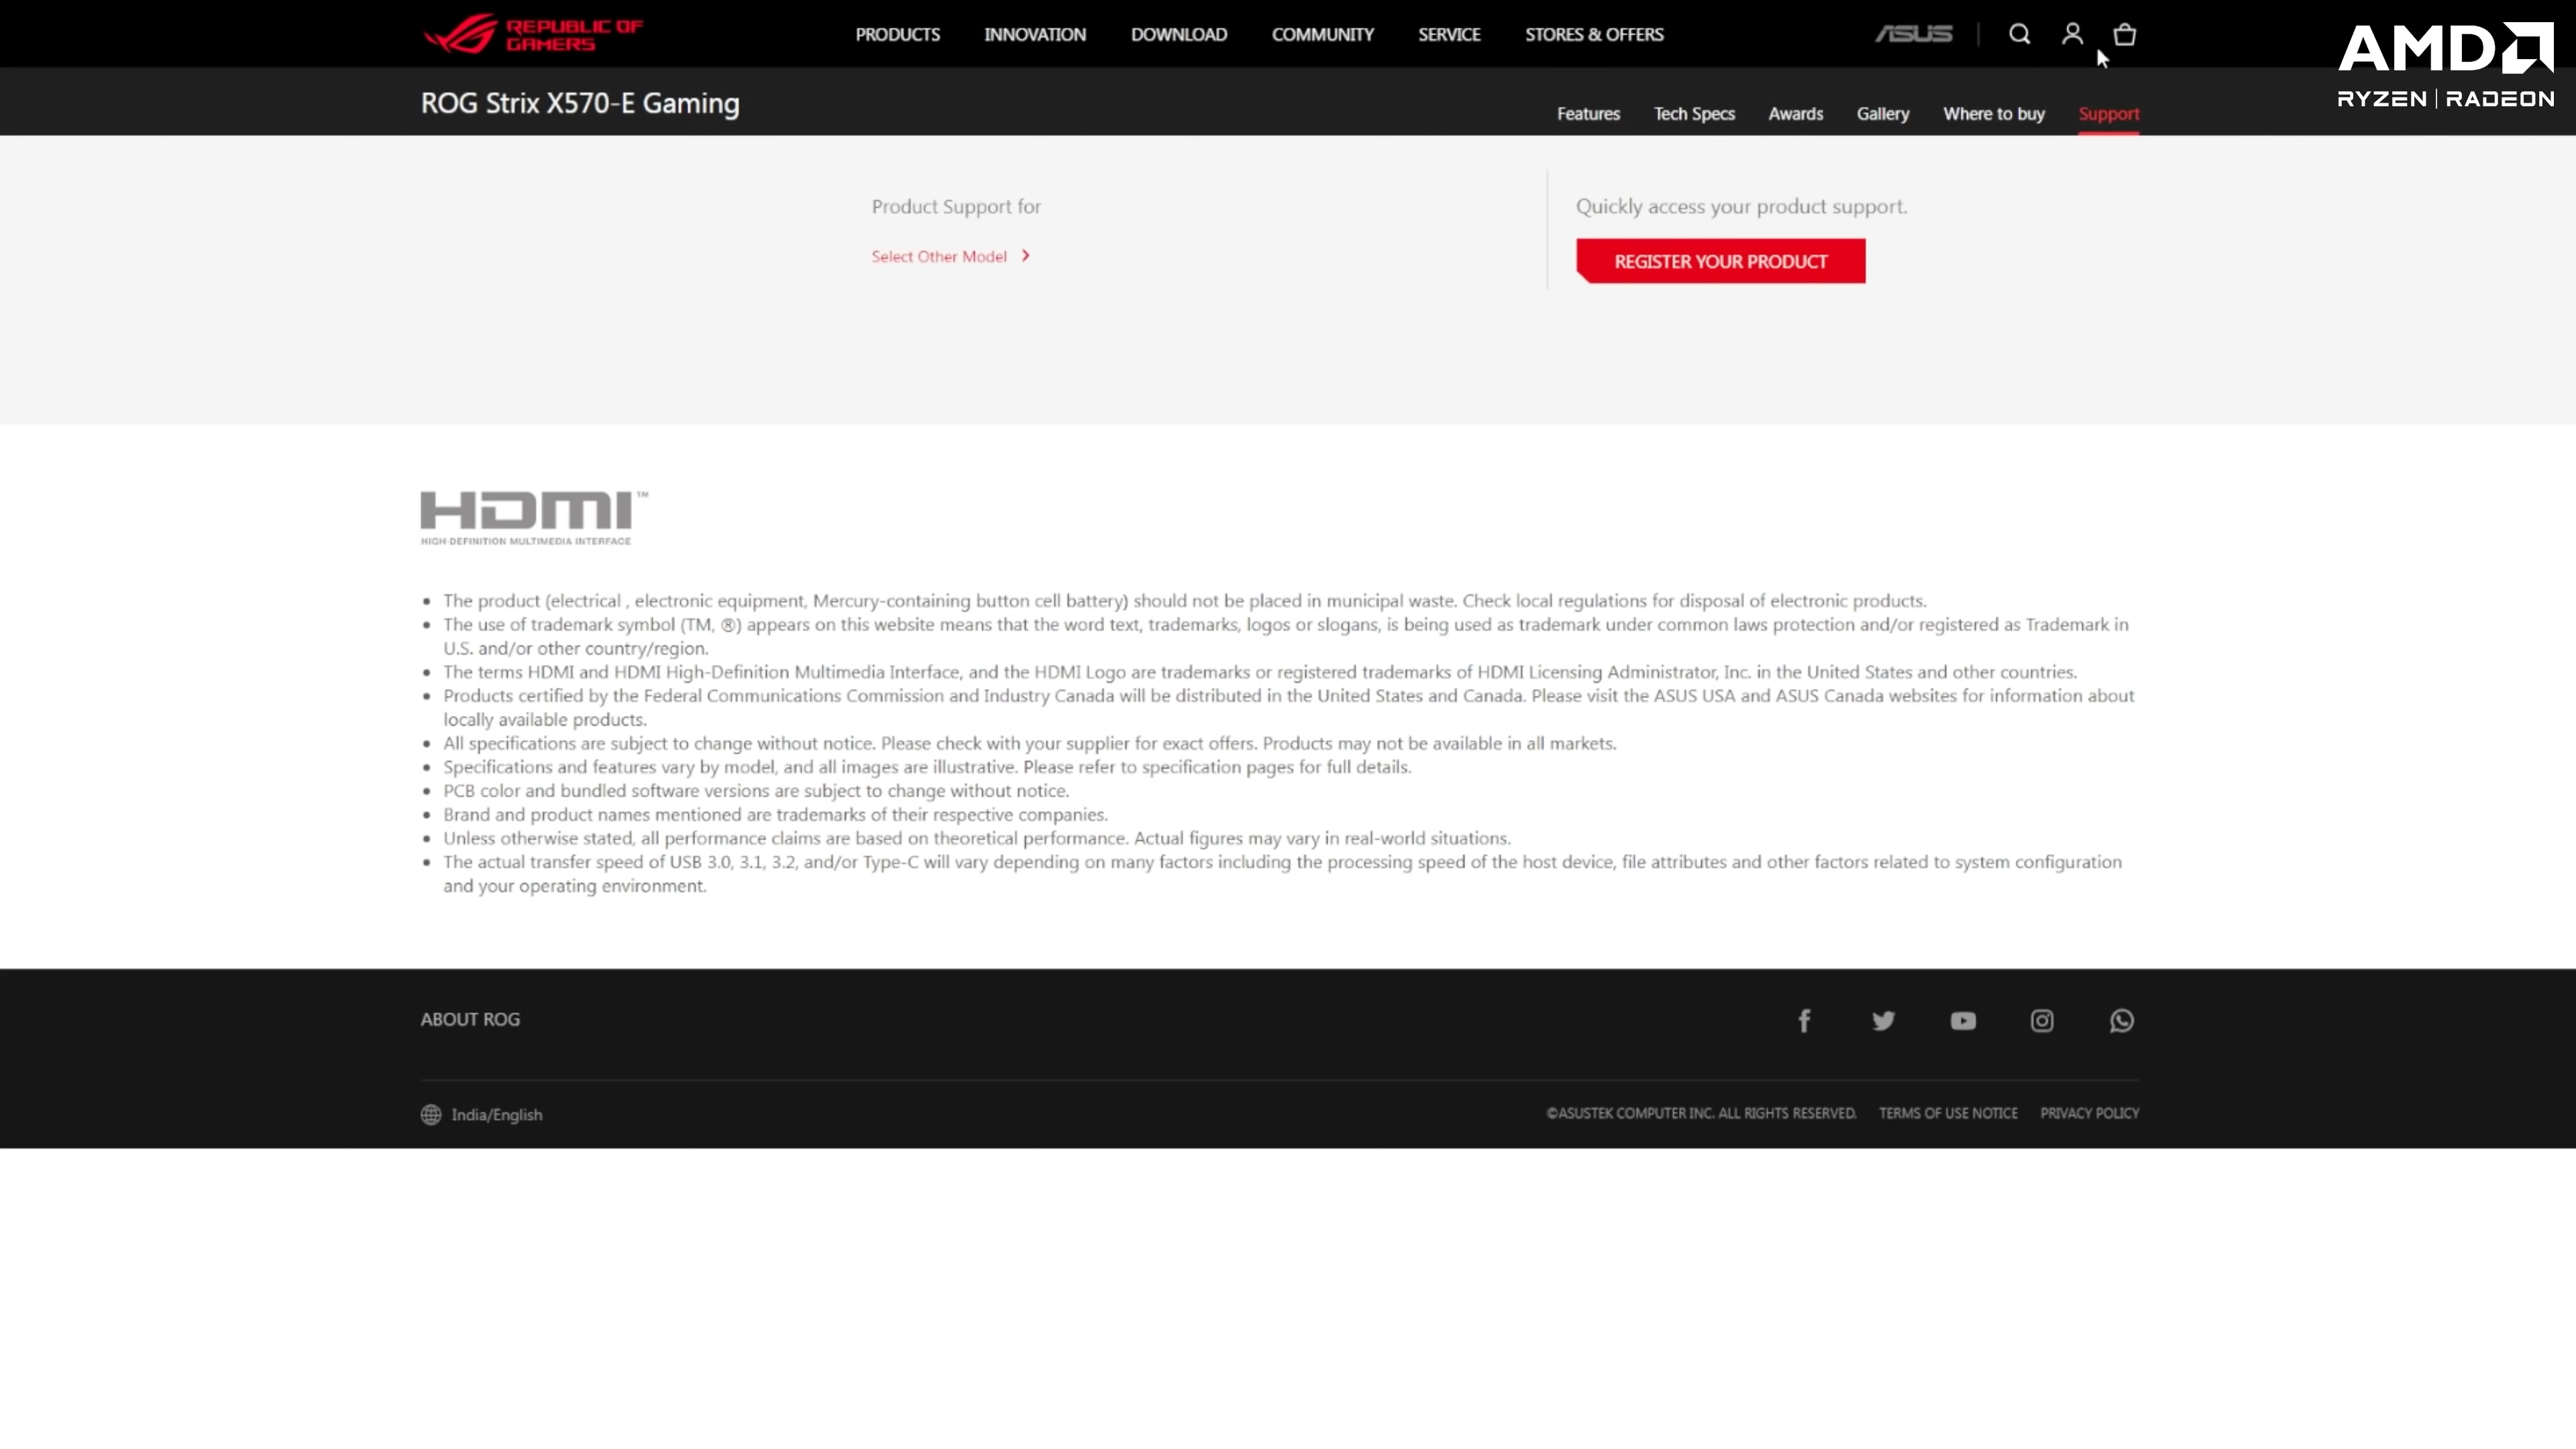 REPUBLIC OF
GAMERS
PRODUCTS INNOVATION DOWNLOAD COMMUNITY SERVICE STORES & OFFERS
ASUS
AMD
RYZEN | RADEON
ROG Strix X570-E Gaming
Features Tech Specs Awards Gallery Where to buy Support
Product Support for
Select Other Model
Quickly access your product support.
REGISTER YOUR PRODUCT
HDMI™
HIGH-DEFINITION MULTIMEDIA INTERFACE
• The product (electrical , electronic equipment, Mercury-containing button cell battery) should not be placed in municipal waste. Check local regulations for disposal of electronic products.
• The use of trademark symbol (TM, ®) appears on this website means that the word text, trademarks, logos or slogans, is being used as trademark under common laws protection and/or registered as Trademark in
U.S. and/or other country/region.
• The terms HDMI and HDMI High-Definition Multimedia Interface, and the HDMI Logo are trademarks or registered trademarks of HDMI Licensing Administrator, Inc. in the United States and other countries.
• Products certified by the Federal Communications Commission and Industry Canada will be distributed in the United States and Canada. Please visit the ASUS USA and ASUS Canada websites for information about
locally available products.
• All specifications are subject to change without notice. Please check with your supplier for exact offers. Products may not be available in all markets.
• Specifications and features vary by model, and all images are illustrative. Please refer to specification pages for full details.
• PCB color and bundled software versions are subject to change without notice.
• Brand and product names mentioned are trademarks of their respective companies.
• Unless otherwise stated, all performance claims are based on theoretical performance. Actual figures may vary in real-world situations.
• The actual transfer speed of USB 3.0, 3.1, 3.2, and/or Type-C will vary depending on many factors including the processing speed of the host device, file attributes and other factors related to system configuration
and your operating environment.
ABOUT ROG
India/English
©ASUSTEK COMPUTER INC. ALL RIGHTS RESERVED. TERMS OF USE NOTICE PRIVACY POLICY